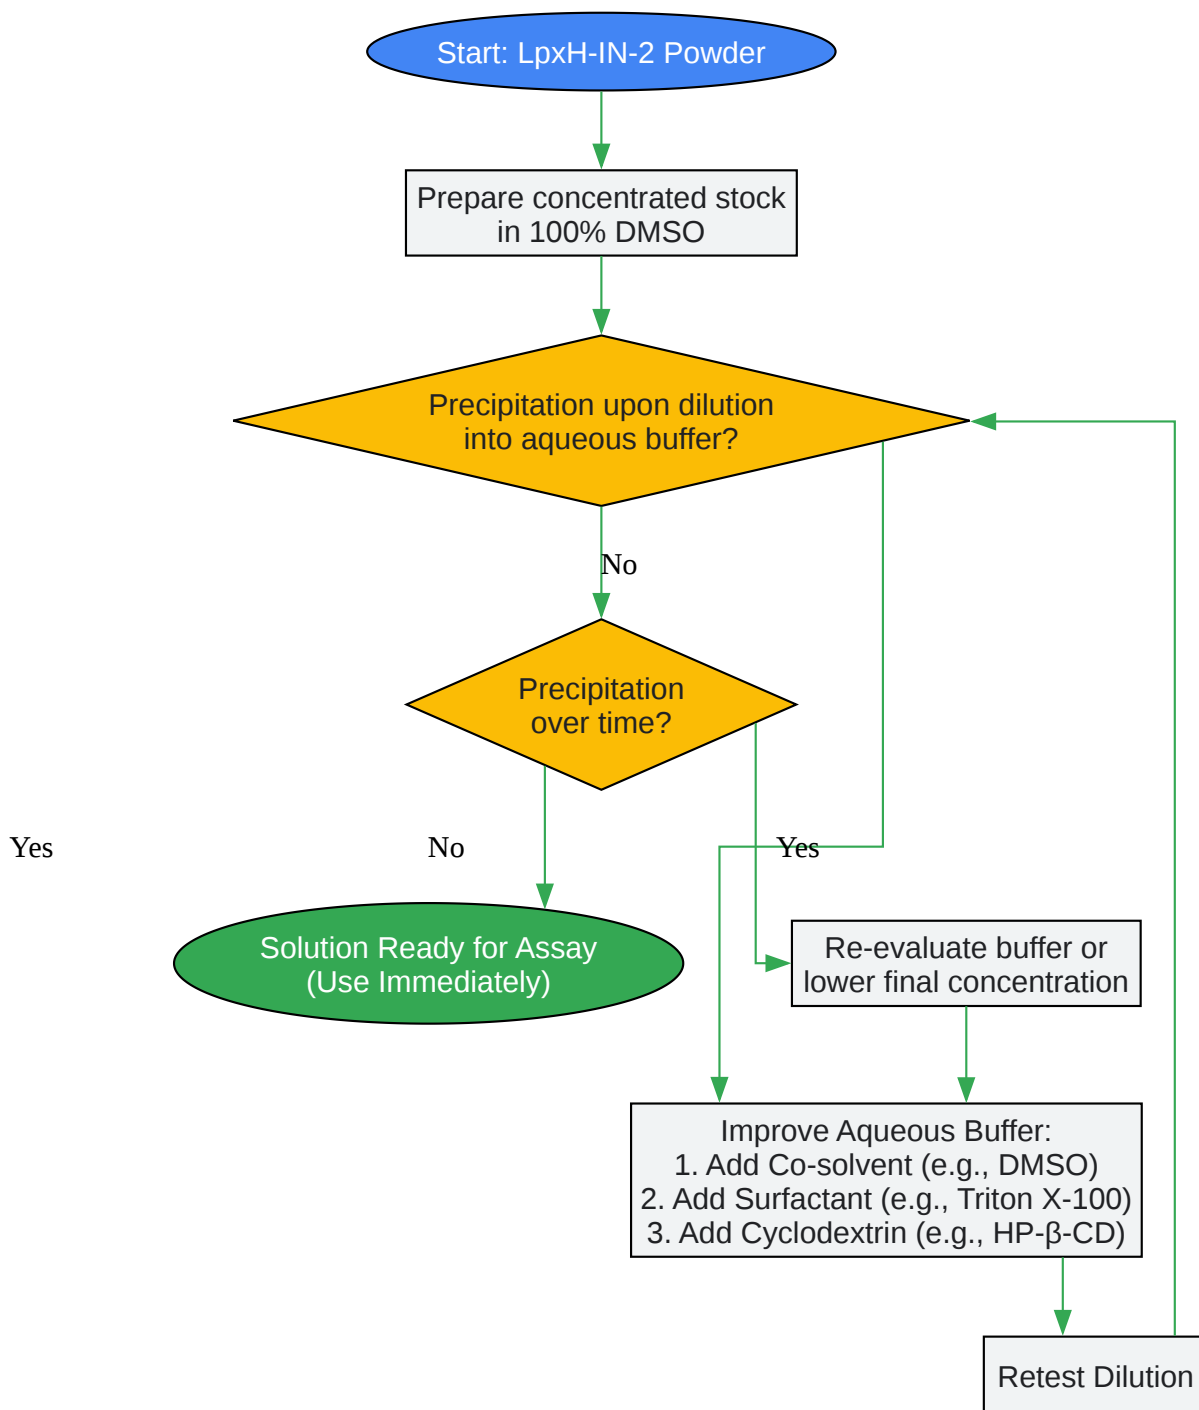 Start: LpxH-IN-2 Powder
Prepare concentrated stock
in 100% DMSO
Precipitation upon dilution
into aqueous buffer?
No
Precipitation
over time?
Yes
No
Yes
Solution Ready for Assay
(Use Immediately)
Re-evaluate buffer or
lower final concentration
Improve Aqueous Buffer:
1. Add Co-solvent (e.g., DMSO)
2. Add Surfactant (e.g., Triton X-100)
3. Add Cyclodextrin (e.g., HP-β-CD)
Retest Dilution